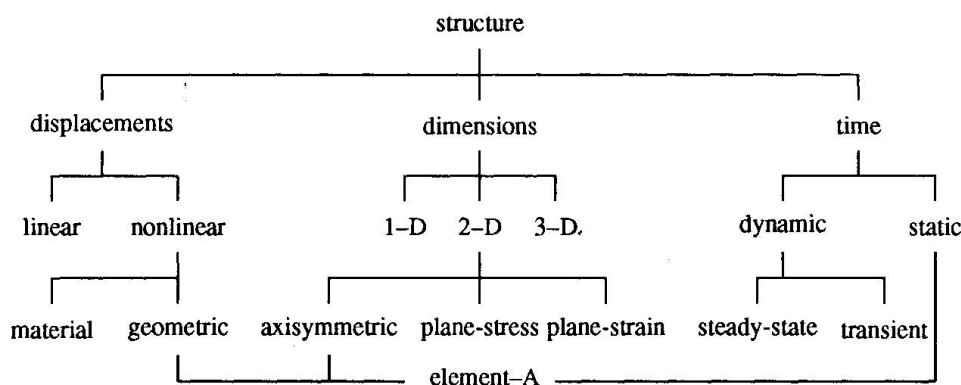 structure
displacements dimensions time
linear nonlinear 1–D 2–D 3–D. dynamic static
material geometric axisymmetric plane-stress plane-strain steady-state transient
element–A